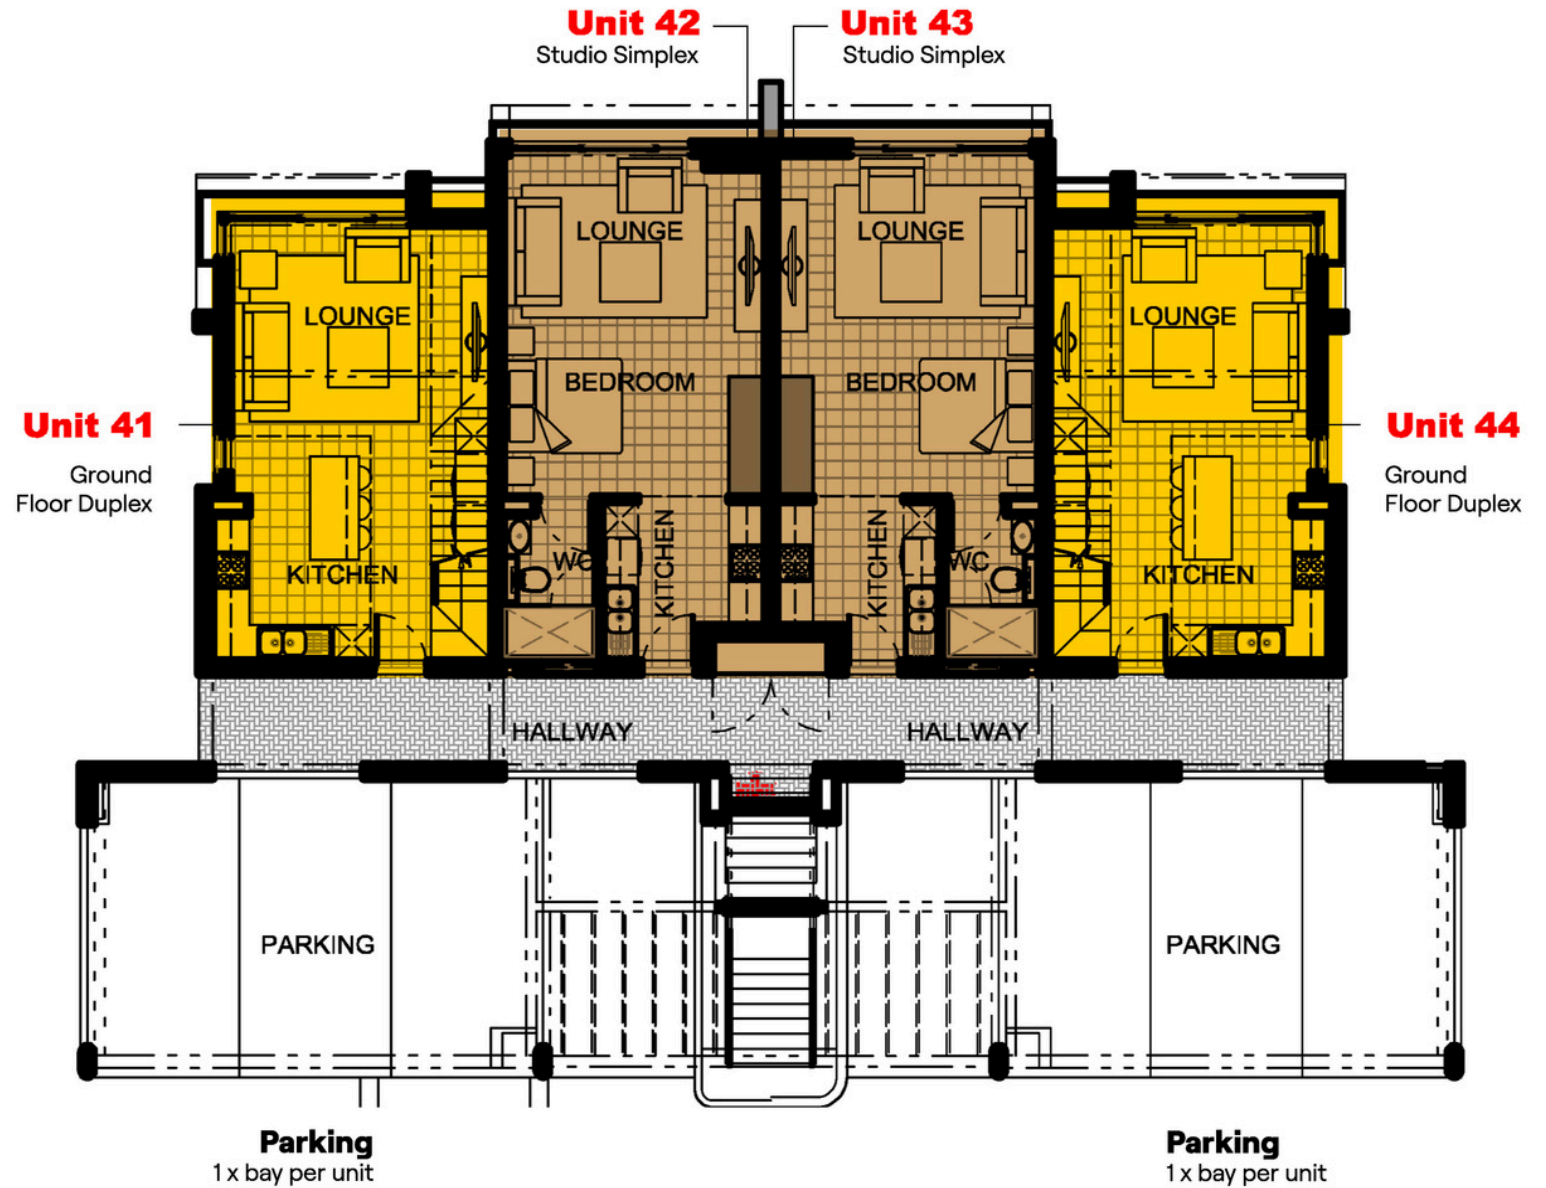 Unit 42
Studio Simplex
Unit 43
Studio Simplex
LOUNGE
LOUNGE
LOUNGE
LOUNGE
BEDROOM
BEDROOM
Unit 41
Ground
Floor Duplex
Unit 44
Ground
Floor Duplex
KITCHEN
WC
KITCHEN
KITCHEN
WC
KITCHEN
HALLWAY
HALLWAY
PARKING
PARKING
Parking
1 x bay per unit
Parking
1 x bay per unit